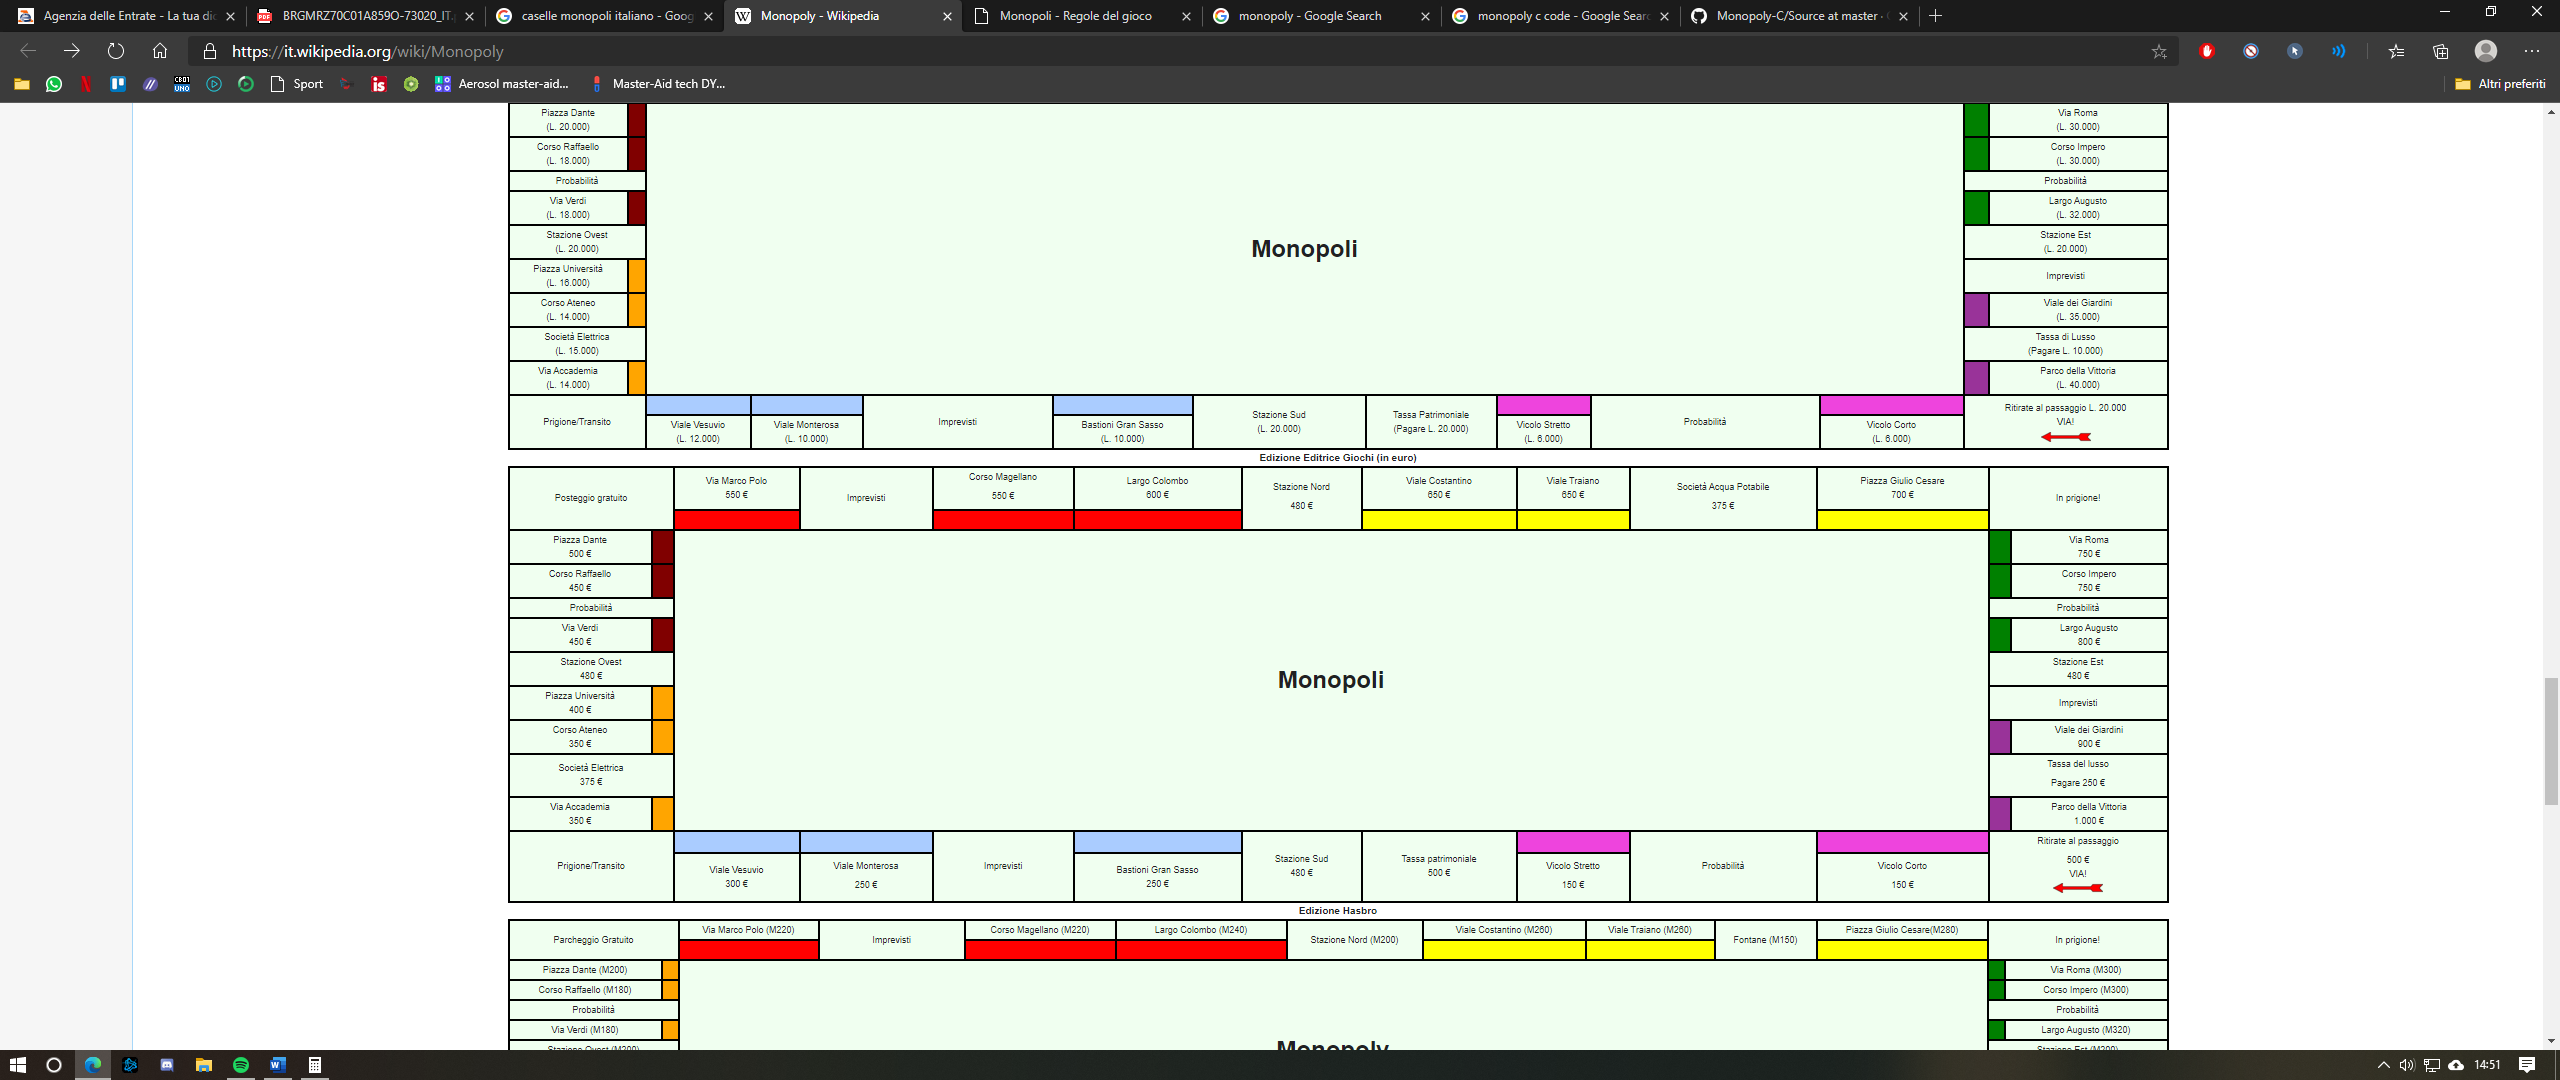 Agenzia delle Entrate - La tua di
BRGMRZ70C01A859O-73020_IT.
caselle monopoli italiano - Goog
Monopoly - Wikipedia
Monopoli - Regole del gioco
monopoly - Google Search
monopoly c code - Google Sear
Monopoly-C/Source at master ·
https://it.wikipedia.org/wiki/Monopoly
Sport
Aerosol master-aid...
Master-Aid tech DY...
Altri preferiti
Piazza Dante
(L. 20.000)
Via Roma
(L. 30.000)
Corso Raffaello
(L. 18.000)
Corso Impero
(L. 30.000)
Probabilità
Probabilità
Via Verdi
(L. 18.000)
Largo Augusto
(L. 32.000)
Stazione Ovest
(L. 20.000)
Monopoli
Stazione Est
(L. 20.000)
Piazza Università
(L. 16.000)
Imprevisti
Corso Ateneo
(L. 14.000)
Viale dei Giardini
(L. 35.000)
Società Elettrica
(L. 15.000)
Tassa di Lusso
(Pagare L. 10.000)
Via Accademia
(L. 14.000)
Parco della Vittoria
(L. 40.000)
Prigione/Transito
Viale Vesuvio
(L. 12.000)
Viale Monterosa
(L. 10.000)
Imprevisti
Bastioni Gran Sasso
(L. 10.000)
Stazione Sud
(L. 20.000)
Tassa Patrimoniale
(Pagare L. 20.000)
Vicolo Stretto
(L. 6.000)
Probabilità
Vicolo Corto
(L. 6.000)
Ritirate al passaggio L. 20.000
VIA!
Edizione Editrice Giochi (in euro)
Posteggio gratuito
Via Marco Polo
550 €
Imprevisti
Corso Magellano
550 €
Largo Colombo
600 €
Stazione Nord
480 €
Viale Costantino
650 €
Viale Traiano
650 €
Società Acqua Potabile
375 €
Piazza Giulio Cesare
700 €
In prigione!
Piazza Dante
500 €
Via Roma
750 €
Corso Raffaello
450 €
Corso Impero
750 €
Probabilità
Probabilità
Via Verdi
450 €
Largo Augusto
800 €
Stazione Ovest
480 €
Monopoli
Stazione Est
480 €
Piazza Università
400 €
Imprevisti
Corso Ateneo
350 €
Viale dei Giardini
900 €
Società Elettrica
375 €
Tassa del lusso
Pagare 250 €
Via Accademia
350 €
Parco della Vittoria
1.000 €
Prigione/Transito
Viale Vesuvio
300 €
Viale Monterosa
250 €
Imprevisti
Bastioni Gran Sasso
250 €
Stazione Sud
480 €
Tassa patrimoniale
500 €
Vicolo Stretto
150 €
Probabilità
Vicolo Corto
150 €
Ritirate al passaggio
500 €
VIA!
Edizione Hasbro
Parcheggio Gratuito
Via Marco Polo (M220)
Imprevisti
Corso Magellano (M220)
Largo Colombo (M240)
Stazione Nord (M200)
Viale Costantino (M260)
Viale Traiano (M260)
Fontane (M150)
Piazza Giulio Cesare(M280)
In prigione!
Piazza Dante (M200)
Via Roma (M300)
Corso Raffaello (M180)
Corso Impero (M300)
Probabilità
Probabilità
Via Verdi (M180)
Largo Augusto (M320)
Stazione Ovest (M200)
Monopoly
Stazione Est (M200)
14:51